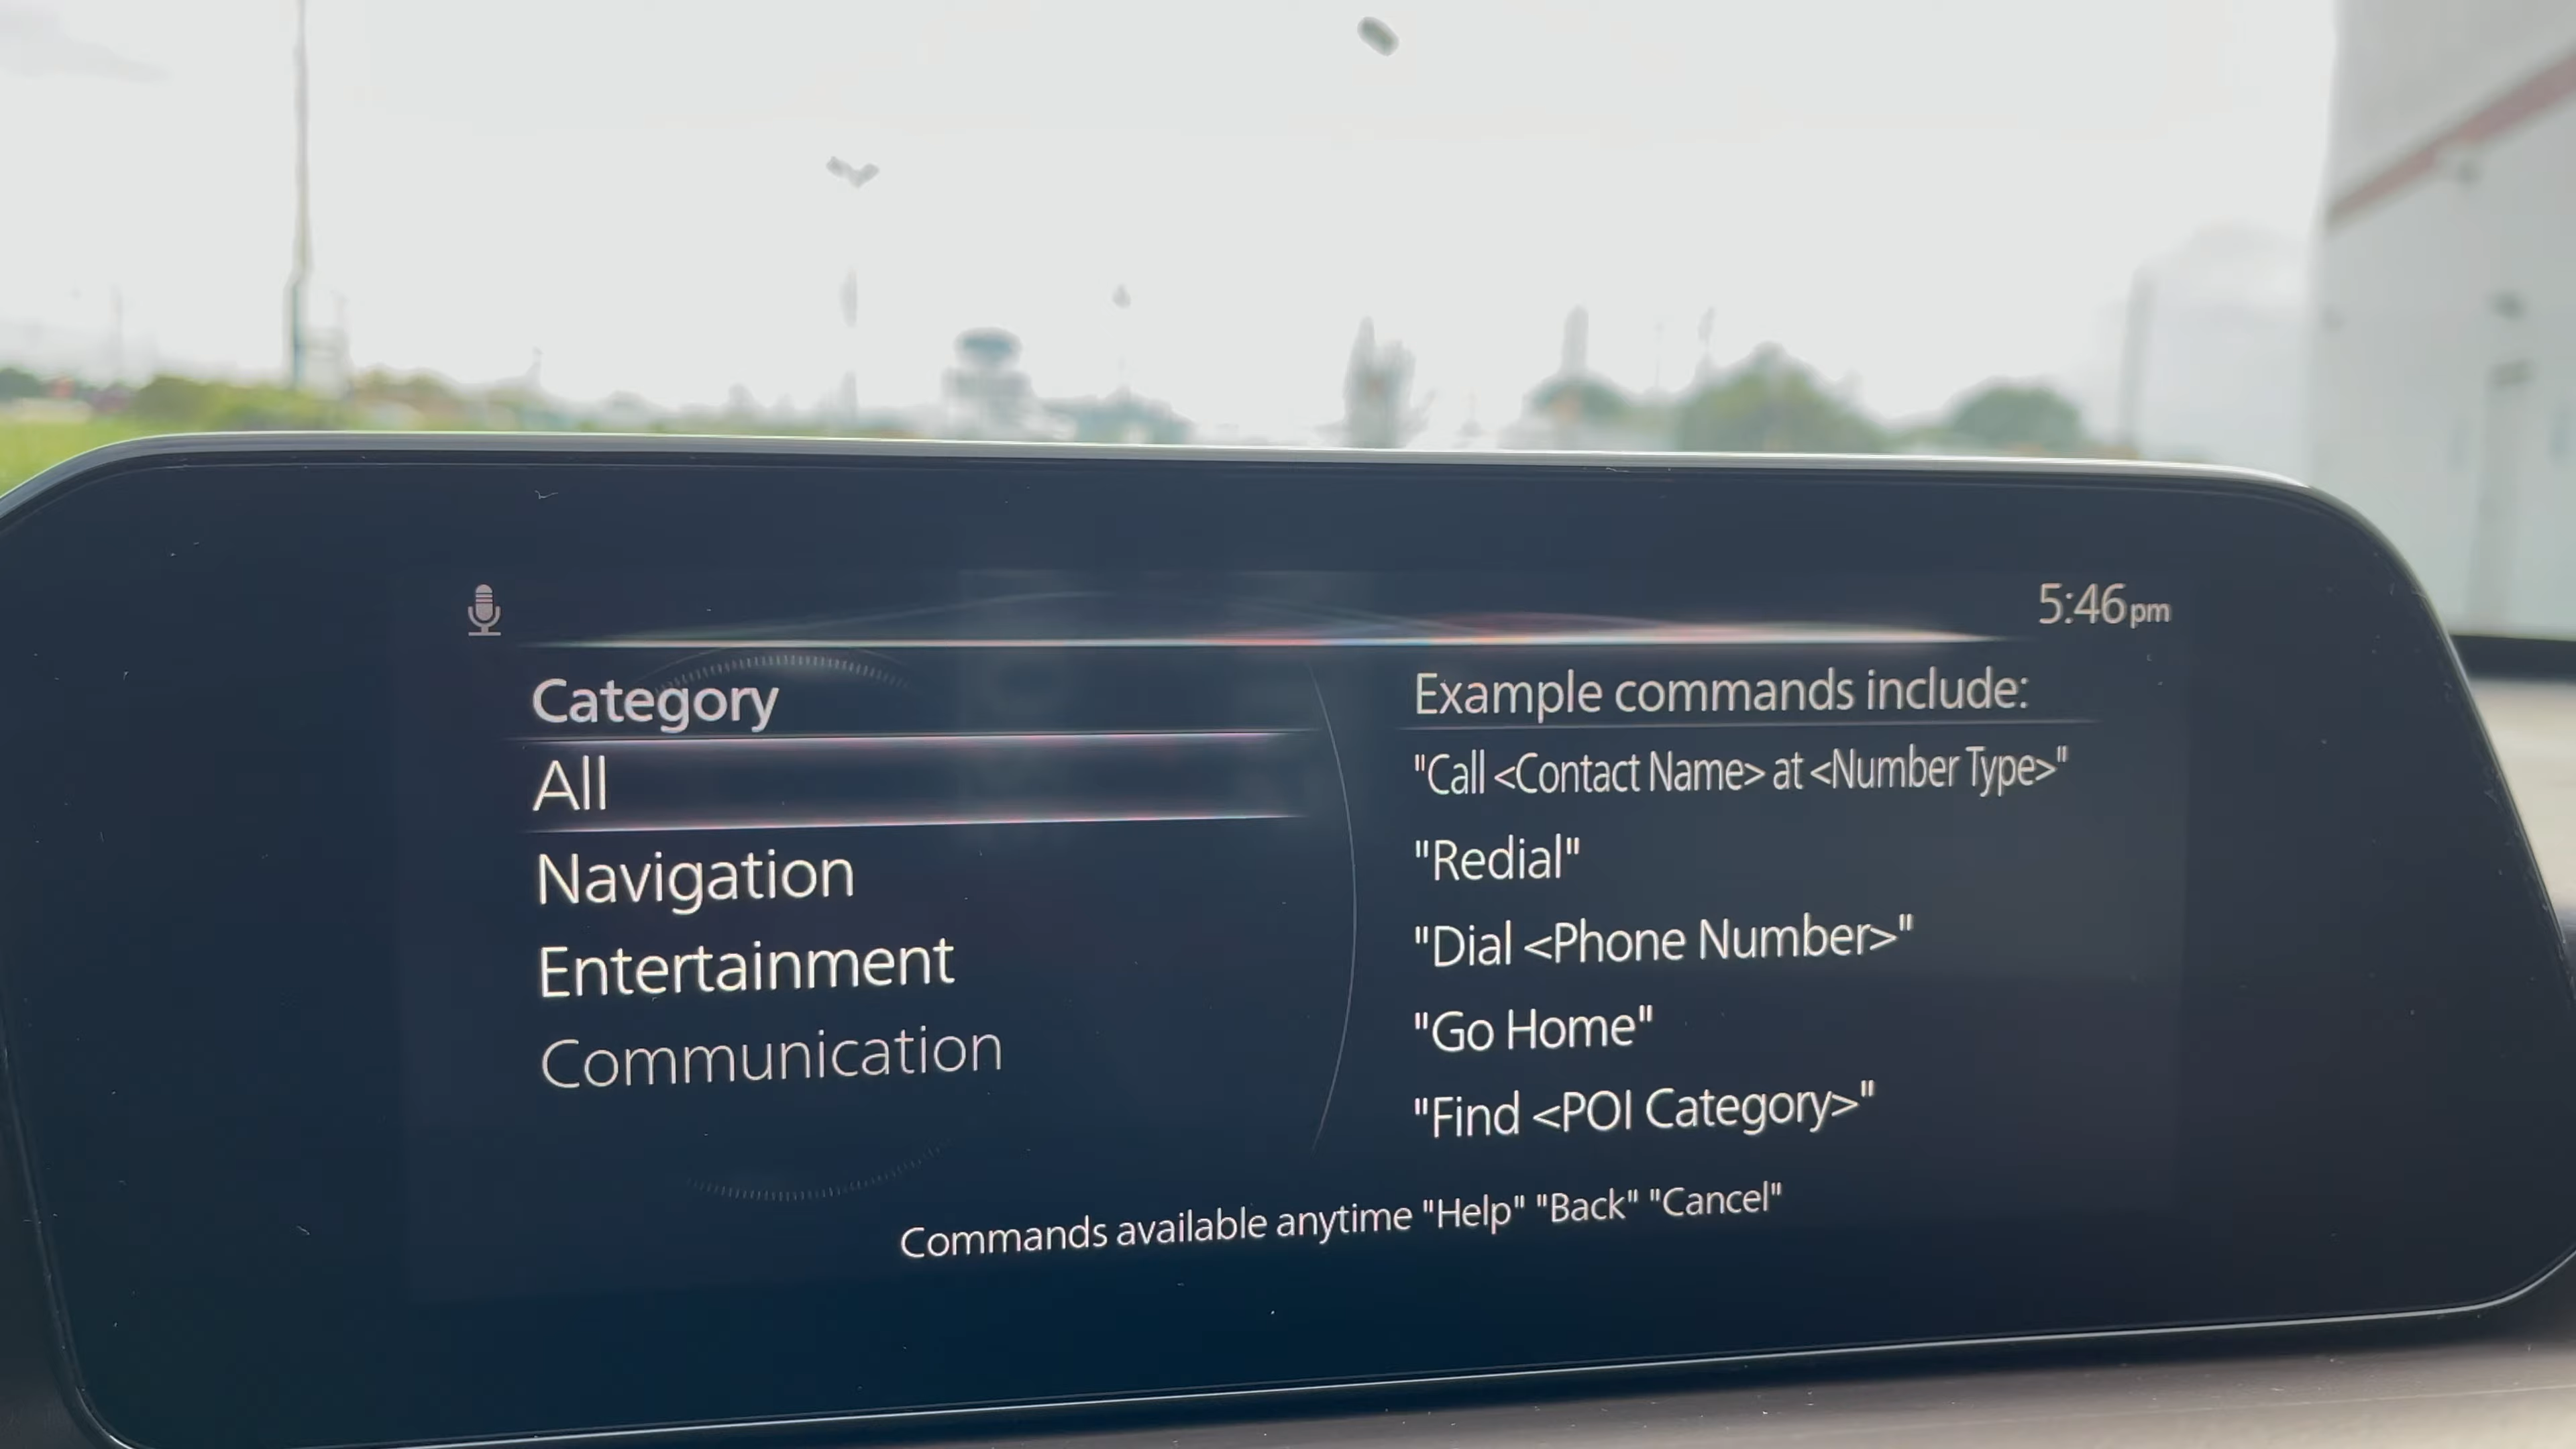 5:46pm
Category
All
Navigation
Entertainment
Communication
Example commands include:
"Call <Contact Name> at <Number Type>"
"Redial"
"Dial <Phone Number>"
"Go Home"
"Find <POI Category>"
Commands available anytime "Help" "Back" "Cancel"